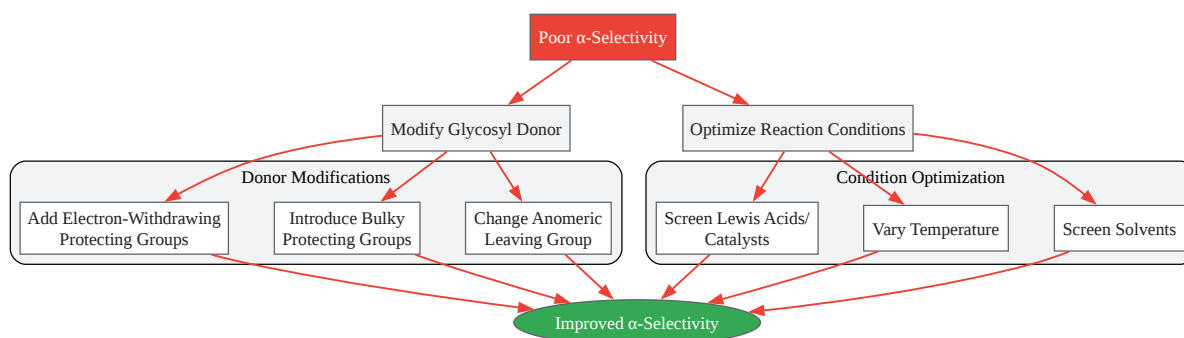 Poor α-Selectivity
Modify Glycosyl Donor
Optimize Reaction Conditions
Donor Modifications
Condition Optimization
Add Electron-Withdrawing
Protecting Groups
Introduce Bulky
Protecting Groups
Change Anomeric
Leaving Group
Screen Lewis Acids/
Catalysts
Vary Temperature
Screen Solvents
Improved α-Selectivity